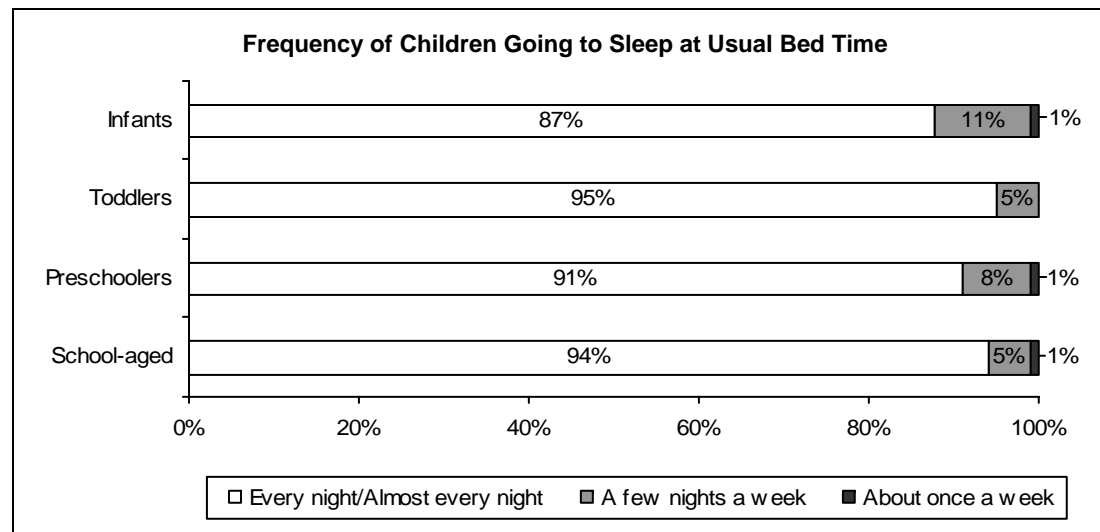 Frequency of Children Going to Sleep at Usual Bed Time
Infants 87% 11% 1%
Toddlers 95% 5%
Preschoolers 91% 8% 1%
School-aged 94% 5% 1%
0% 20% 40% 60% 80% 100%
Every night/Almost every night A few nights a week About once a week